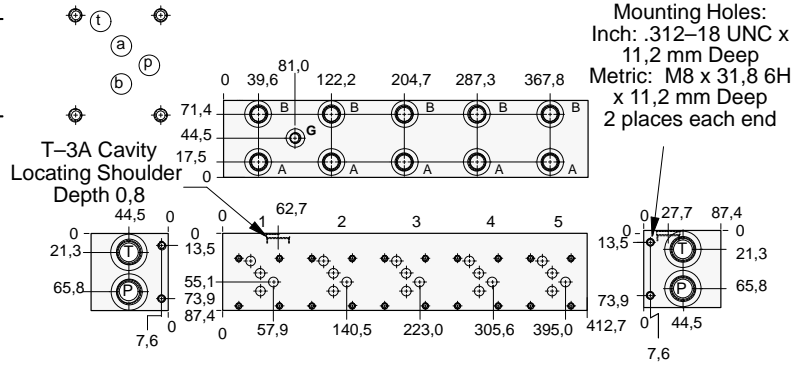 t
a
p
b
Mounting Holes:
Inch: .312–18 UNC x
11,2 mm Deep
Metric: M8 x 31,8 6H
x 11,2 mm Deep
2 places each end
81,0
0 39,6 122,2 204,7 287,3 367,8
71,4
44,5
17,5
0
B B B B B
G
A A A A A
T–3A Cavity
Locating Shoulder
Depth 0,8
44,5 0
0
21,3
65,8
T
P
13,5
73,9
0
7,6
62,7
1 2 3 4 5
0
13,5
55,1
73,9
87,4
0 57,9 140,5 223,0 305,6 395,0 412,7
0 27,7 87,4
13,5
73,9
T
P
0
21,3
65,8
0 44,5
7,6